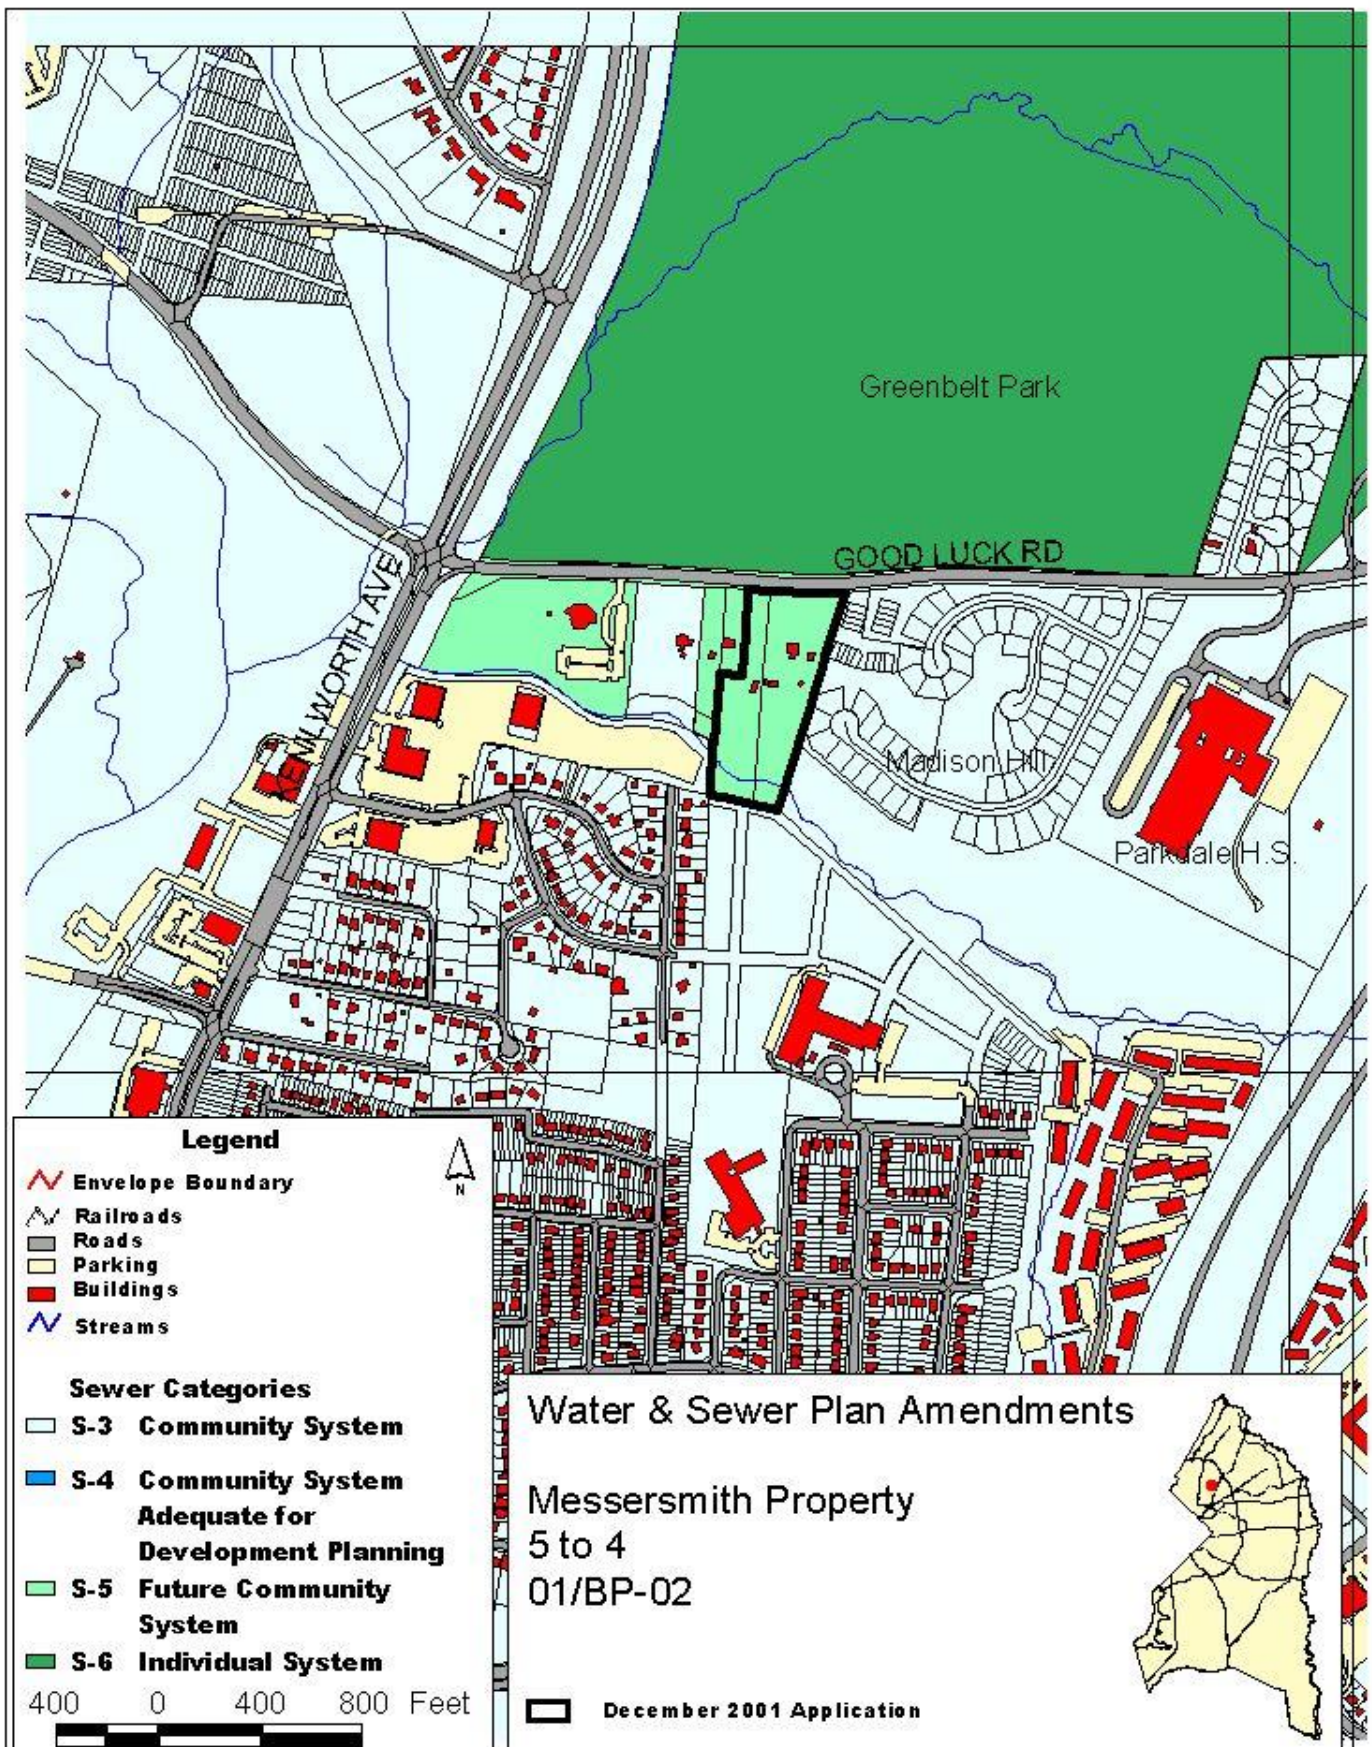 Greenbelt Park
GOOD LUCK RD
KENILWORTH AVE
Madison Hill
Parkdale H.S.
Legend
Envelope Boundary
Railroads
Roads
Parking
Buildings
Streams
N
Sewer Categories
S-3 Community System
S-4 Community System
Adequate for
Development Planning
S-5 Future Community
System
S-6 Individual System
400 0 400 800 Feet
Water & Sewer Plan Amendments
Messersmith Property
5 to 4
01/BP-02
December 2001 Application